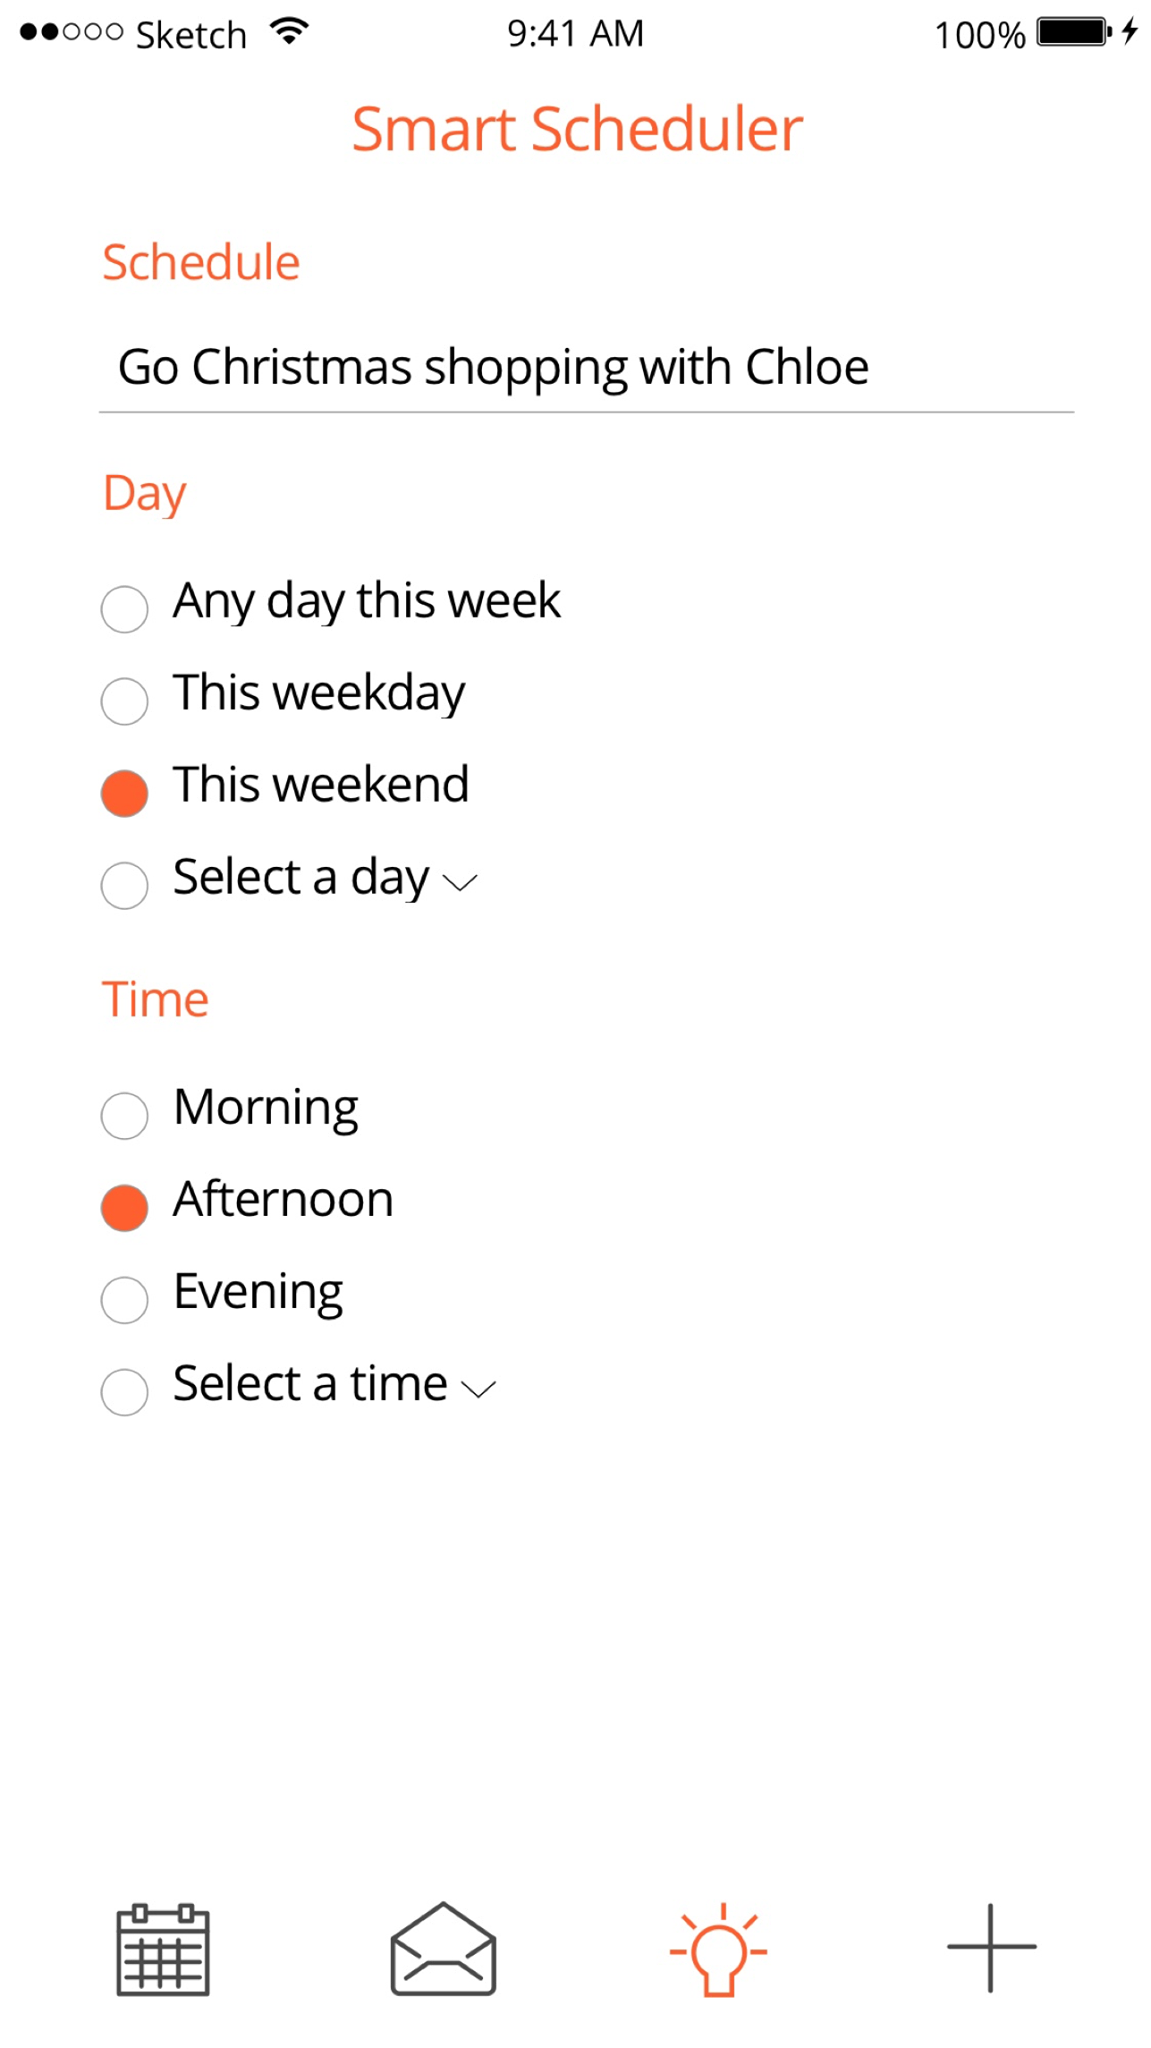 Sketch 9:41 AM 100%
Smart Scheduler
Schedule
Go Christmas shopping with Chloe
Day
Any day this week
This weekday
This weekend
Select a day
Time
Morning
Afternoon
Evening
Select a time